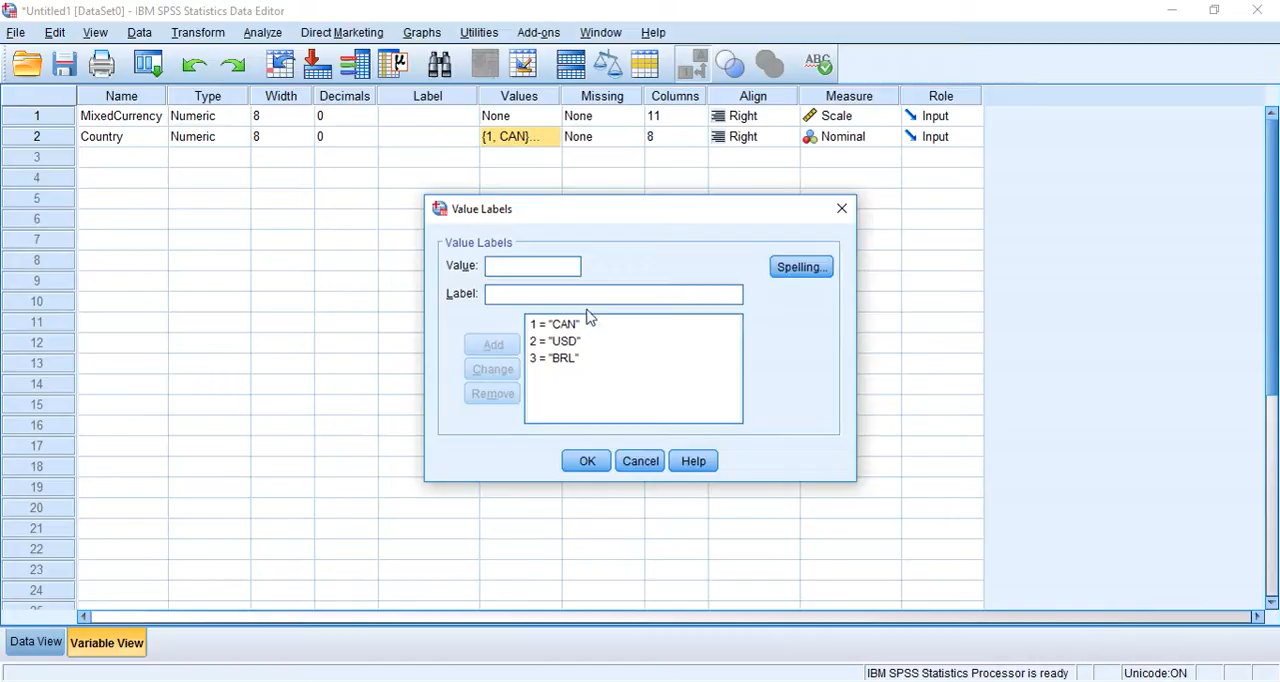 *Untitled1 [DataSet0] - IBM SPSS Statistics Data Editor
File Edit View Data Transform Analyze Direct Marketing Graphs Utilities Add-ons Window Help
ABC
Name Type Width Decimals Label Values Missing Columns Align Measure Role
1 MixedCurrency Numeric 8 0 None None 11 Right Scale Input
2 Country Numeric 8 0 {1, CAN}... None 8 Right Nominal Input
3
4
5
6
7
8
9
10
11
12
13
14
15
16
17
18
19
20
21
22
23
24
Value Labels
Value Labels
Value:
Spelling...
Label:
1 = "CAN"
2 = "USD"
3 = "BRL"
Add
Change
Remove
OK Cancel Help
Data View Variable View
IBM SPSS Statistics Processor is ready Unicode:ON